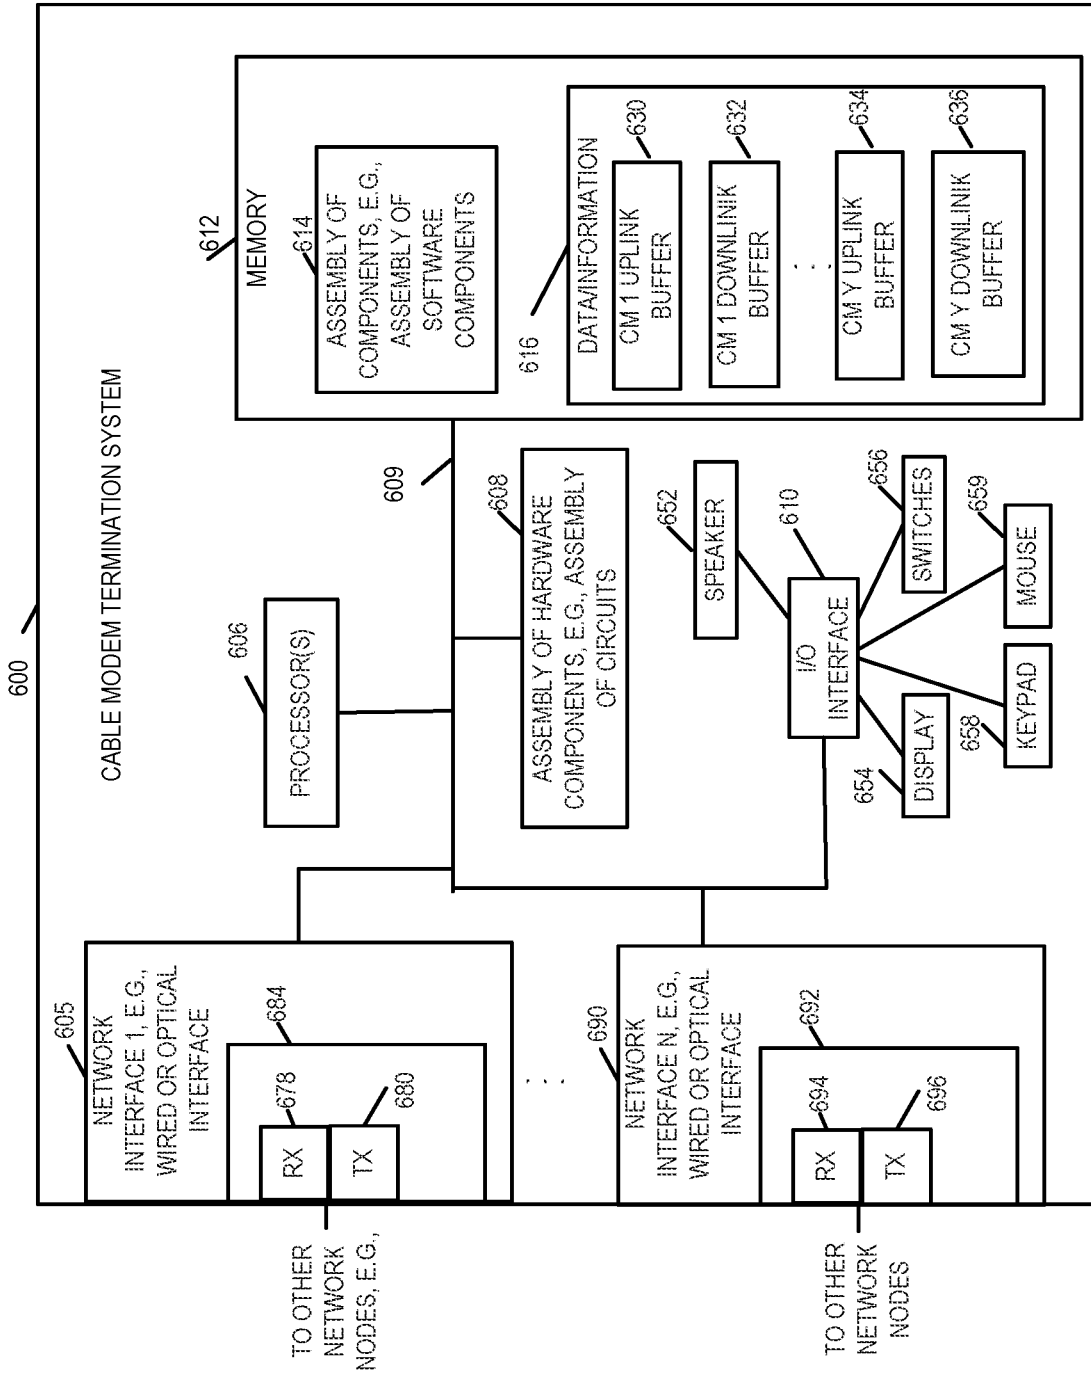 600
CABLE MODEM TERMINATION SYSTEM
605
NETWORK
INTERFACE 1, E.G.,
WIRED OR OPTICAL
INTERFACE
684
RX
678
TX
680
TO OTHER
NETWORK
NODES, E.G.,
. . .
690
NETWORK
INTERFACE N, E.G.,
WIRED OR OPTICAL
INTERFACE
692
RX
694
TX
696
TO OTHER
NETWORK
NODES
606
PROCESSOR(S)
609
608
ASSEMBLY OF HARDWARE
COMPONENTS, E.G., ASSEMBLY
OF CIRCUITS
652
SPEAKER
610
I/O
INTERFACE
654
DISPLAY
656
SWITCHES
658
KEYPAD
659
MOUSE
612
MEMORY
614
ASSEMBLY OF
COMPONENTS, E.G.,
ASSEMBLY OF
SOFTWARE
COMPONENTS
616
DATA/INFORMATION
CM 1 UPLINK
BUFFER
630
CM 1 DOWNLINIK
BUFFER
632
. . .
CM Y UPLINK
BUFFER
634
CM Y DOWNLINIK
BUFFER
636